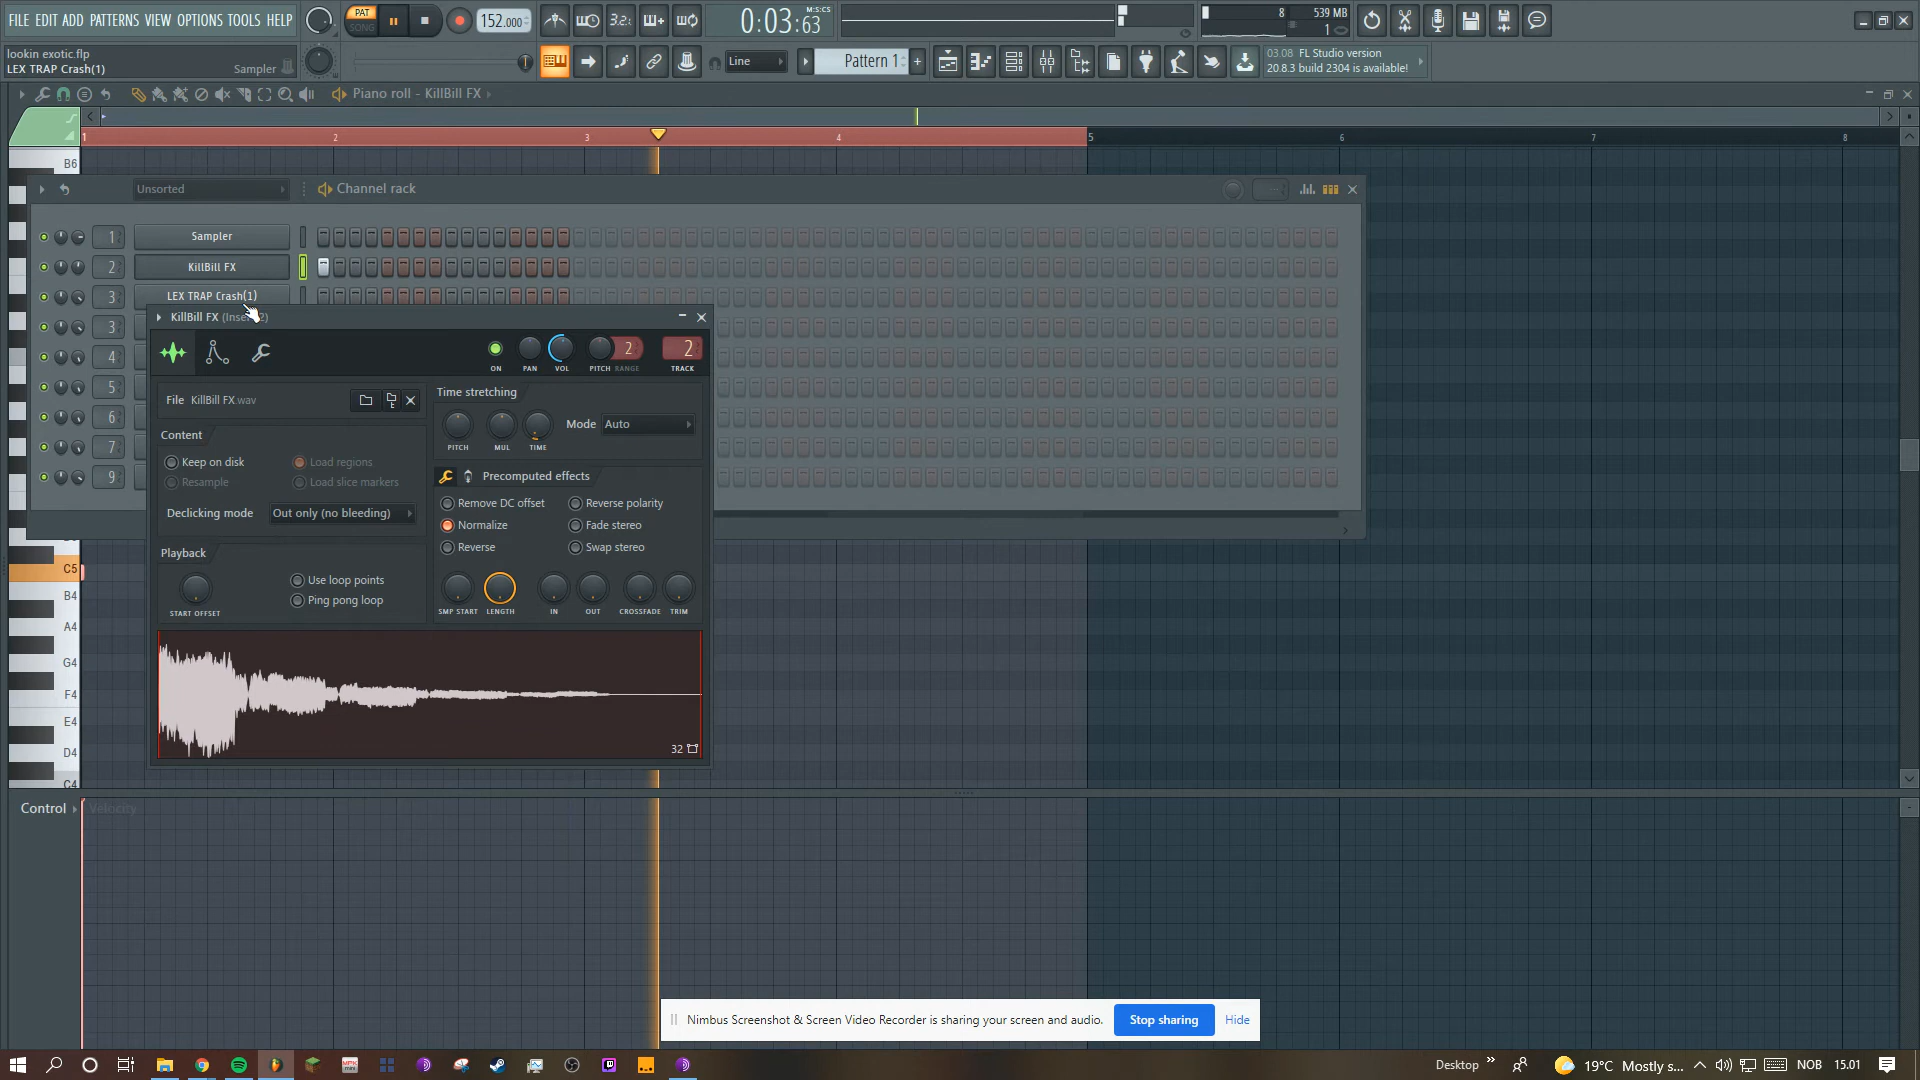 FILE EDIT ADD PATTERNS VIEW OPTIONS TOOLS HELP
PAT
SONG
152.000
3.2..
0:03:63
M:S:CS
8
539 MB
1
lookin exotic.flp
LEX TRAP Crash(1)
Sampler
Line
Pattern 1
03.08 FL Studio version
20.8.3 build 2304 is available!
Piano roll - KillBill FX
1 2 3 4 5 6 7 8
B6
Unsorted
Channel rack
1 Sampler
2 KillBill FX
3 LEX TRAP Crash(1)
3
4
5
6
7
9
KillBill FX
ON PAN VOL PITCH RANGE TRACK
2
2
File KillBill FX.wav
Content
Keep on disk
Resample
Load regions
Load slice markers
Declicking mode Out only (no bleeding)
Playback
START OFFSET
Use loop points
Ping pong loop
Time stretching
PITCH MUL TIME
Mode Auto
Precomputed effects
Remove DC offset
Normalize
Reverse
Reverse polarity
Fade stereo
Swap stereo
SMP START LENGTH IN OUT CROSSFADE TRIM
32
C5
B4
A4
G4
F4
E4
D4
C4
Control Velocity
Nimbus Screenshot & Screen Video Recorder is sharing your screen and audio.
Stop sharing
Hide
Desktop
19°C Mostly s...
NOB
15.01